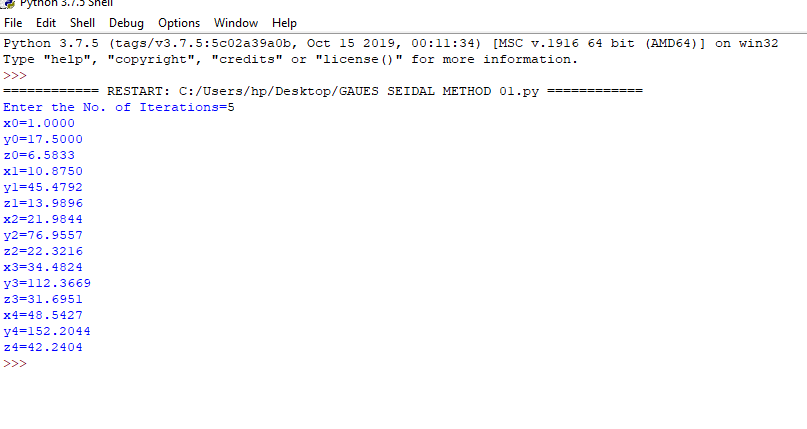 Python 3.7.5 Shell
File Edit Shell Debug Options Window Help
Python 3.7.5 (tags/v3.7.5:5c02a39a0b, Oct 15 2019, 00:11:34) [MSC v.1916 64 bit (AMD64)] on win32
Type "help", "copyright", "credits" or "license()" for more information.
>>>
============ RESTART: C:/Users/hp/Desktop/GAUES SEIDAL METHOD 01.py ============
Enter the No. of Iterations=5
x0=1.0000
y0=17.5000
z0=6.5833
x1=10.8750
y1=45.4792
z1=13.9896
x2=21.9844
y2=76.9557
z2=22.3216
x3=34.4824
y3=112.3669
z3=31.6951
x4=48.5427
y4=152.2044
z4=42.2404
>>>